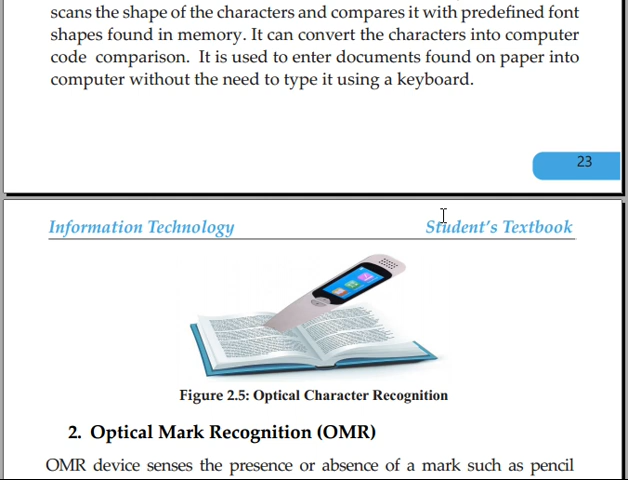 scans the shape of the characters and compares it with predefined font
shapes found in memory. It can convert the characters into computer
code comparison. It is used to enter documents found on paper into
computer without the need to type it using a keyboard.
23
Information Technology Student's Textbook
Figure 2.5: Optical Character Recognition
2. Optical Mark Recognition (OMR)
OMR device senses the presence or absence of a mark such as pencil